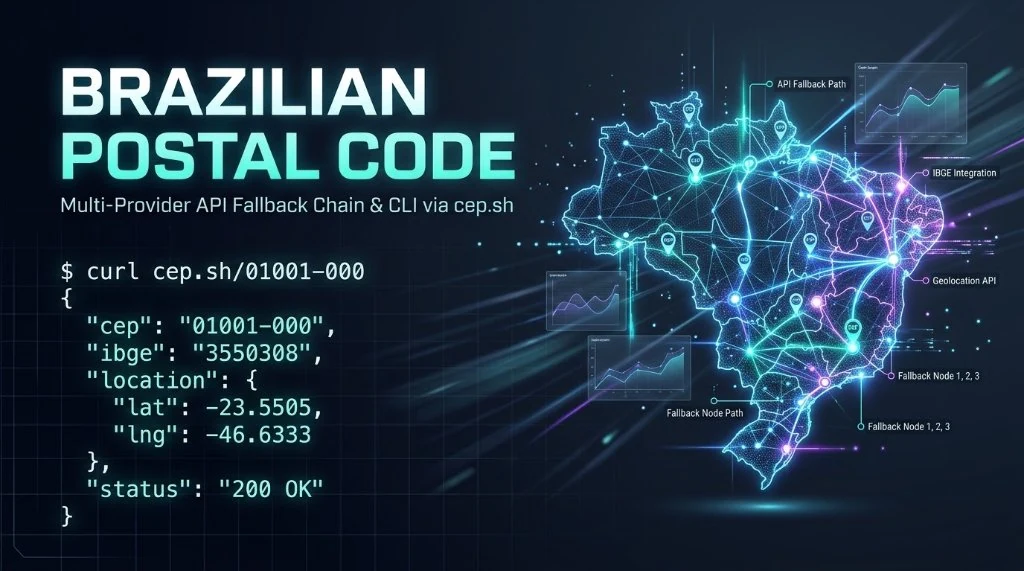 BRAZILIAN
POSTAL CODE
Multi-Provider API Fallback Chain & CLI via cep.sh
$ curl cep.sh/01001-000
{
"cep": "01001-000",
"ibge": "3550308",
"location": {
"lat": -23.5505,
"lng": -46.6333
},
"status": "200 OK"
}
API Fallback Path
IBGE Integration
Geolocation API
Fallback Node 1, 2, 3
Fallback Node Path
Fallback Node 1, 2, 3